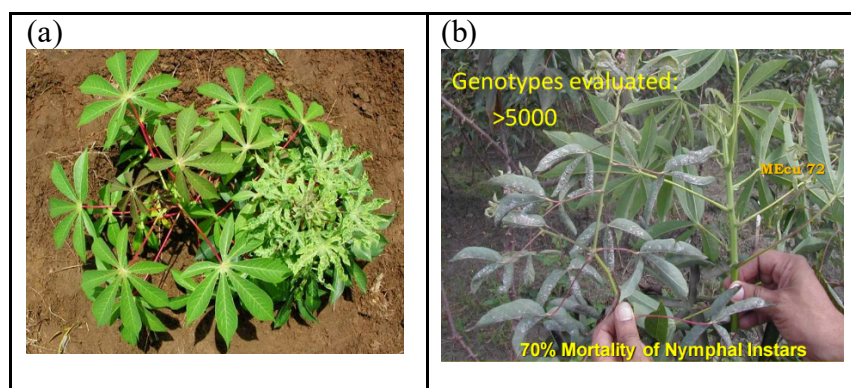 (a)
(b)
Genotypes evaluated:
>5000
MEcu 72
70% Mortality of Nymphal Instars